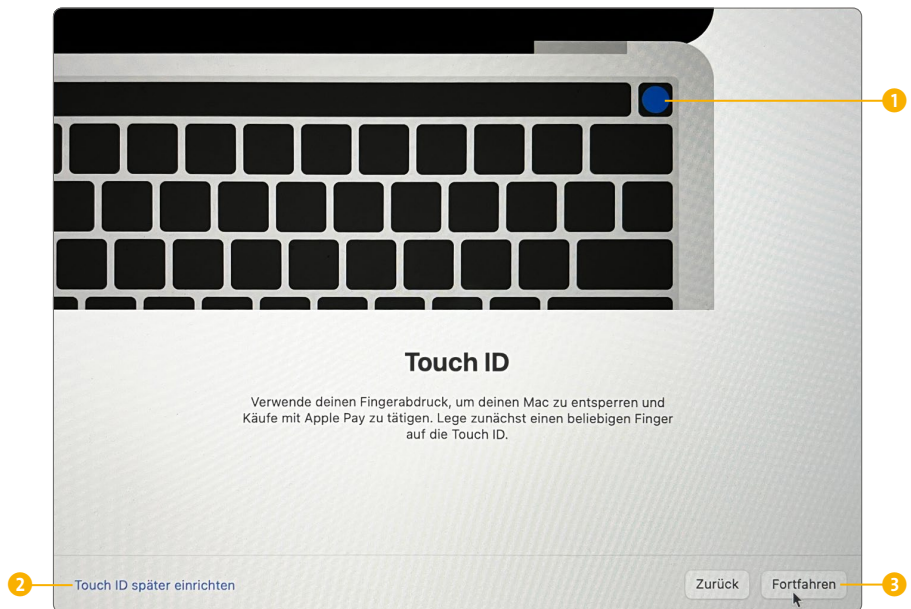 1
Touch ID
Verwende deinen Fingerabdruck, um deinen Mac zu entsperren und
Käufe mit Apple Pay zu tätigen. Lege zunächst einen beliebigen Finger
auf die Touch ID.
2
Touch ID später einrichten
Zurück
Fortfahren
3